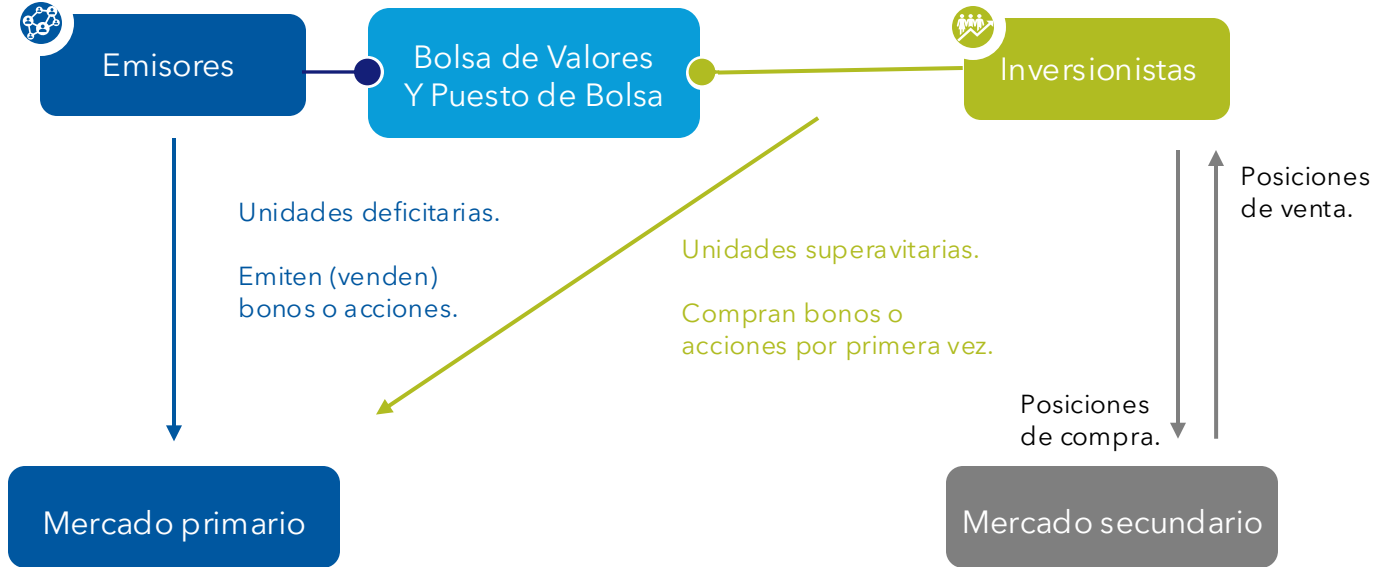 Emisores
Bolsa de Valores
Y Puesto de Bolsa
Inversionistas
Unidades deficitarias.
Emiten (venden)
bonos o acciones.
Unidades superavitarias.
Compran bonos o
acciones por primera vez.
Posiciones
de venta.
Posiciones
de compra.
Mercado primario
Mercado secundario